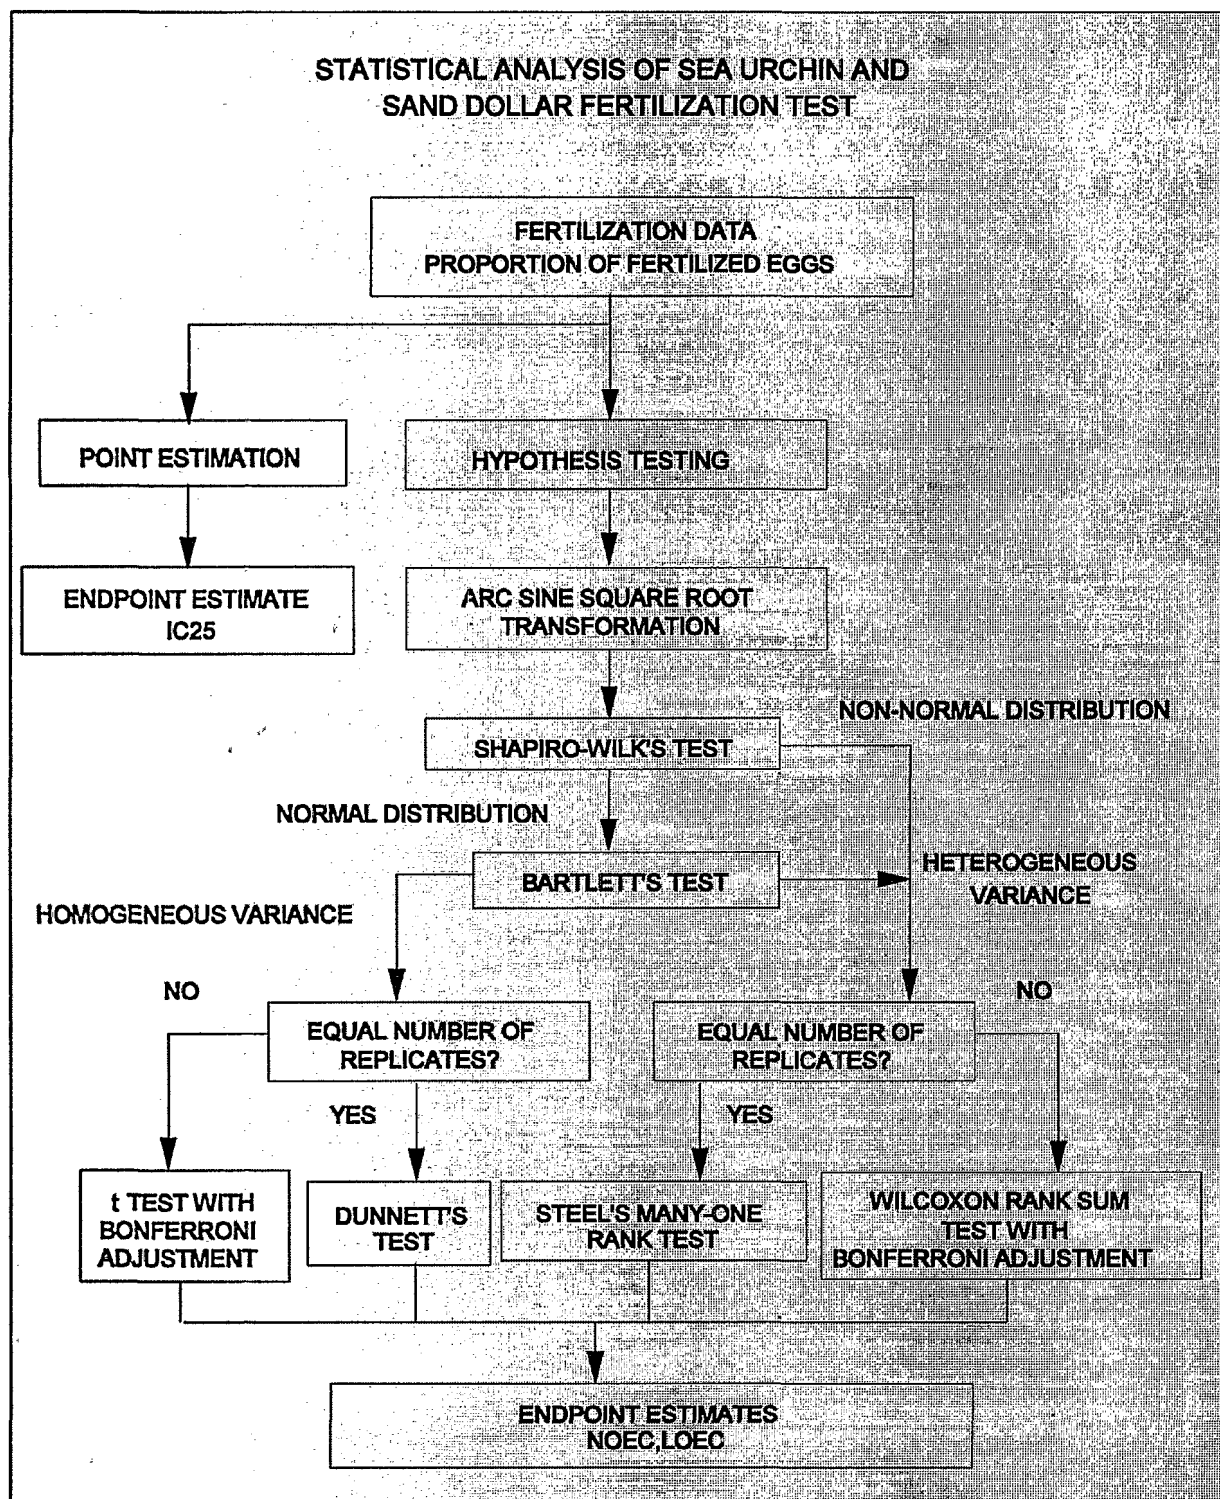 STATISTICAL ANALYSIS OF SEA URCHIN AND
SAND DOLLAR FERTILIZATION TEST
FERTILIZATION DATA
PROPORTION OF FERTILIZED EGGS
POINT ESTIMATION
HYPOTHESIS TESTING
ENDPOINT ESTIMATE
IC25
ARC SINE SQUARE ROOT
TRANSFORMATION
NON-NORMAL DISTRIBUTION
SHAPIRO-WILK'S TEST
NORMAL DISTRIBUTION
BARTLETT'S TEST
HETEROGENEOUS
VARIANCE
HOMOGENEOUS VARIANCE
NO
NO
EQUAL NUMBER OF
REPLICATES?
EQUAL NUMBER OF
REPLICATES?
YES
YES
t TEST WITH
BONFERRONI
ADJUSTMENT
DUNNETT'S
TEST
STEEL'S MANY-ONE
RANK TEST
WILCOXON RANK SUM
TEST WITH
BONFERRONI ADJUSTMENT
ENDPOINT ESTIMATES
NOEC,LOEC